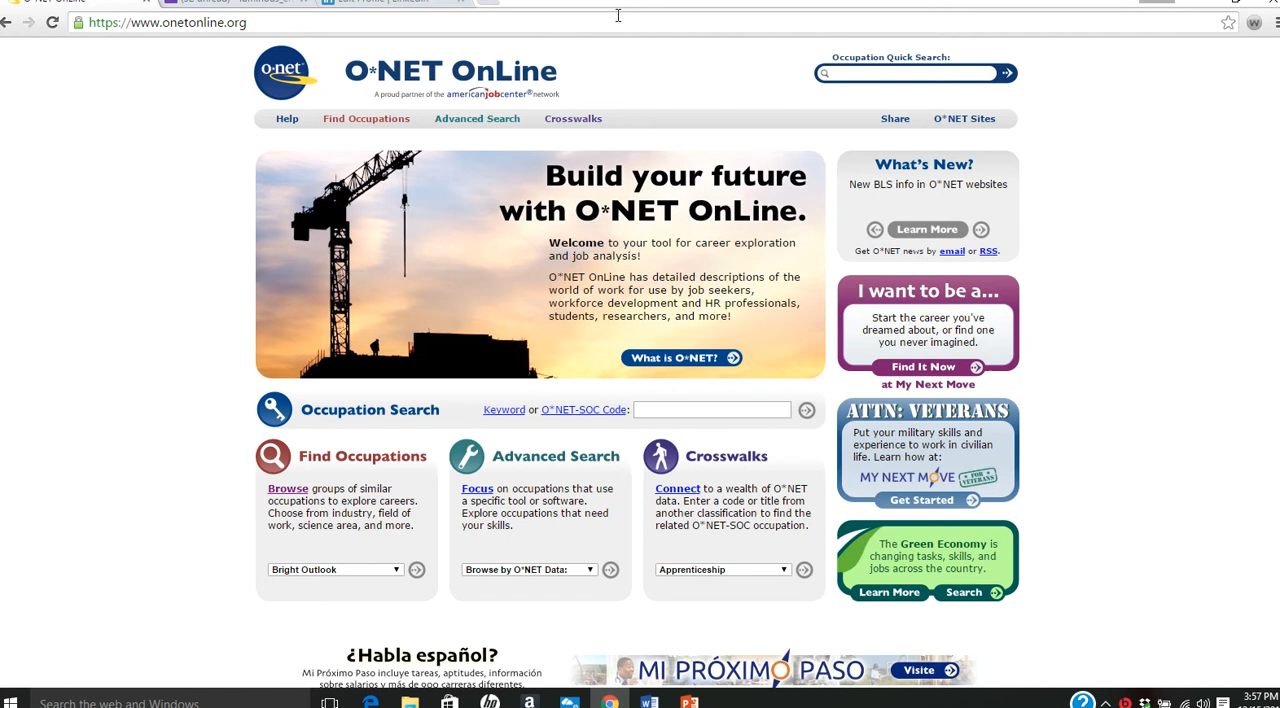 https://www.onetonline.org
W
o·net
O*NET OnLine
A proud partner of the americanjobcenter® network
Occupation Quick Search:
Help Find Occupations Advanced Search Crosswalks Share O*NET Sites
Build your future
with O*NET OnLine.
Welcome to your tool for career exploration
and job analysis!
O*NET OnLine has detailed descriptions of the
world of work for use by job seekers,
workforce development and HR professionals,
students, researchers, and more!
What is O*NET?
What's New?
New BLS info in O*NET websites
Learn More
Get O*NET news by email or RSS.
I want to be a...
Start the career you've
dreamed about, or find one
you never imagined.
Find It Now
at My Next Move
ATTN: VETERANS
Put your military skills and
experience to work in civilian
life. Learn how at:
MY NEXT MOVE FOR VETERANS
Get Started
The Green Economy is
changing tasks, skills, and
jobs across the country.
Learn More Search
Occupation Search Keyword or O*NET-SOC Code:
Find Occupations
Browse groups of similar
occupations to explore careers.
Choose from industry, field of
work, science area, and more.
Bright Outlook
Advanced Search
Focus on occupations that use
a specific tool or software.
Explore occupations that need
your skills.
Browse by O*NET Data:
Crosswalks
Connect to a wealth of O*NET
data. Enter a code or title from
another classification to find the
related O*NET-SOC occupation.
Apprenticeship
¿Habla español?
Mi Próximo Paso incluye tareas, aptitudes, información
sobre salarios y más de 900 carreras diferentes.
MI PRÓXIMO PASO Visite
Search the web and Windows
3:57 PM